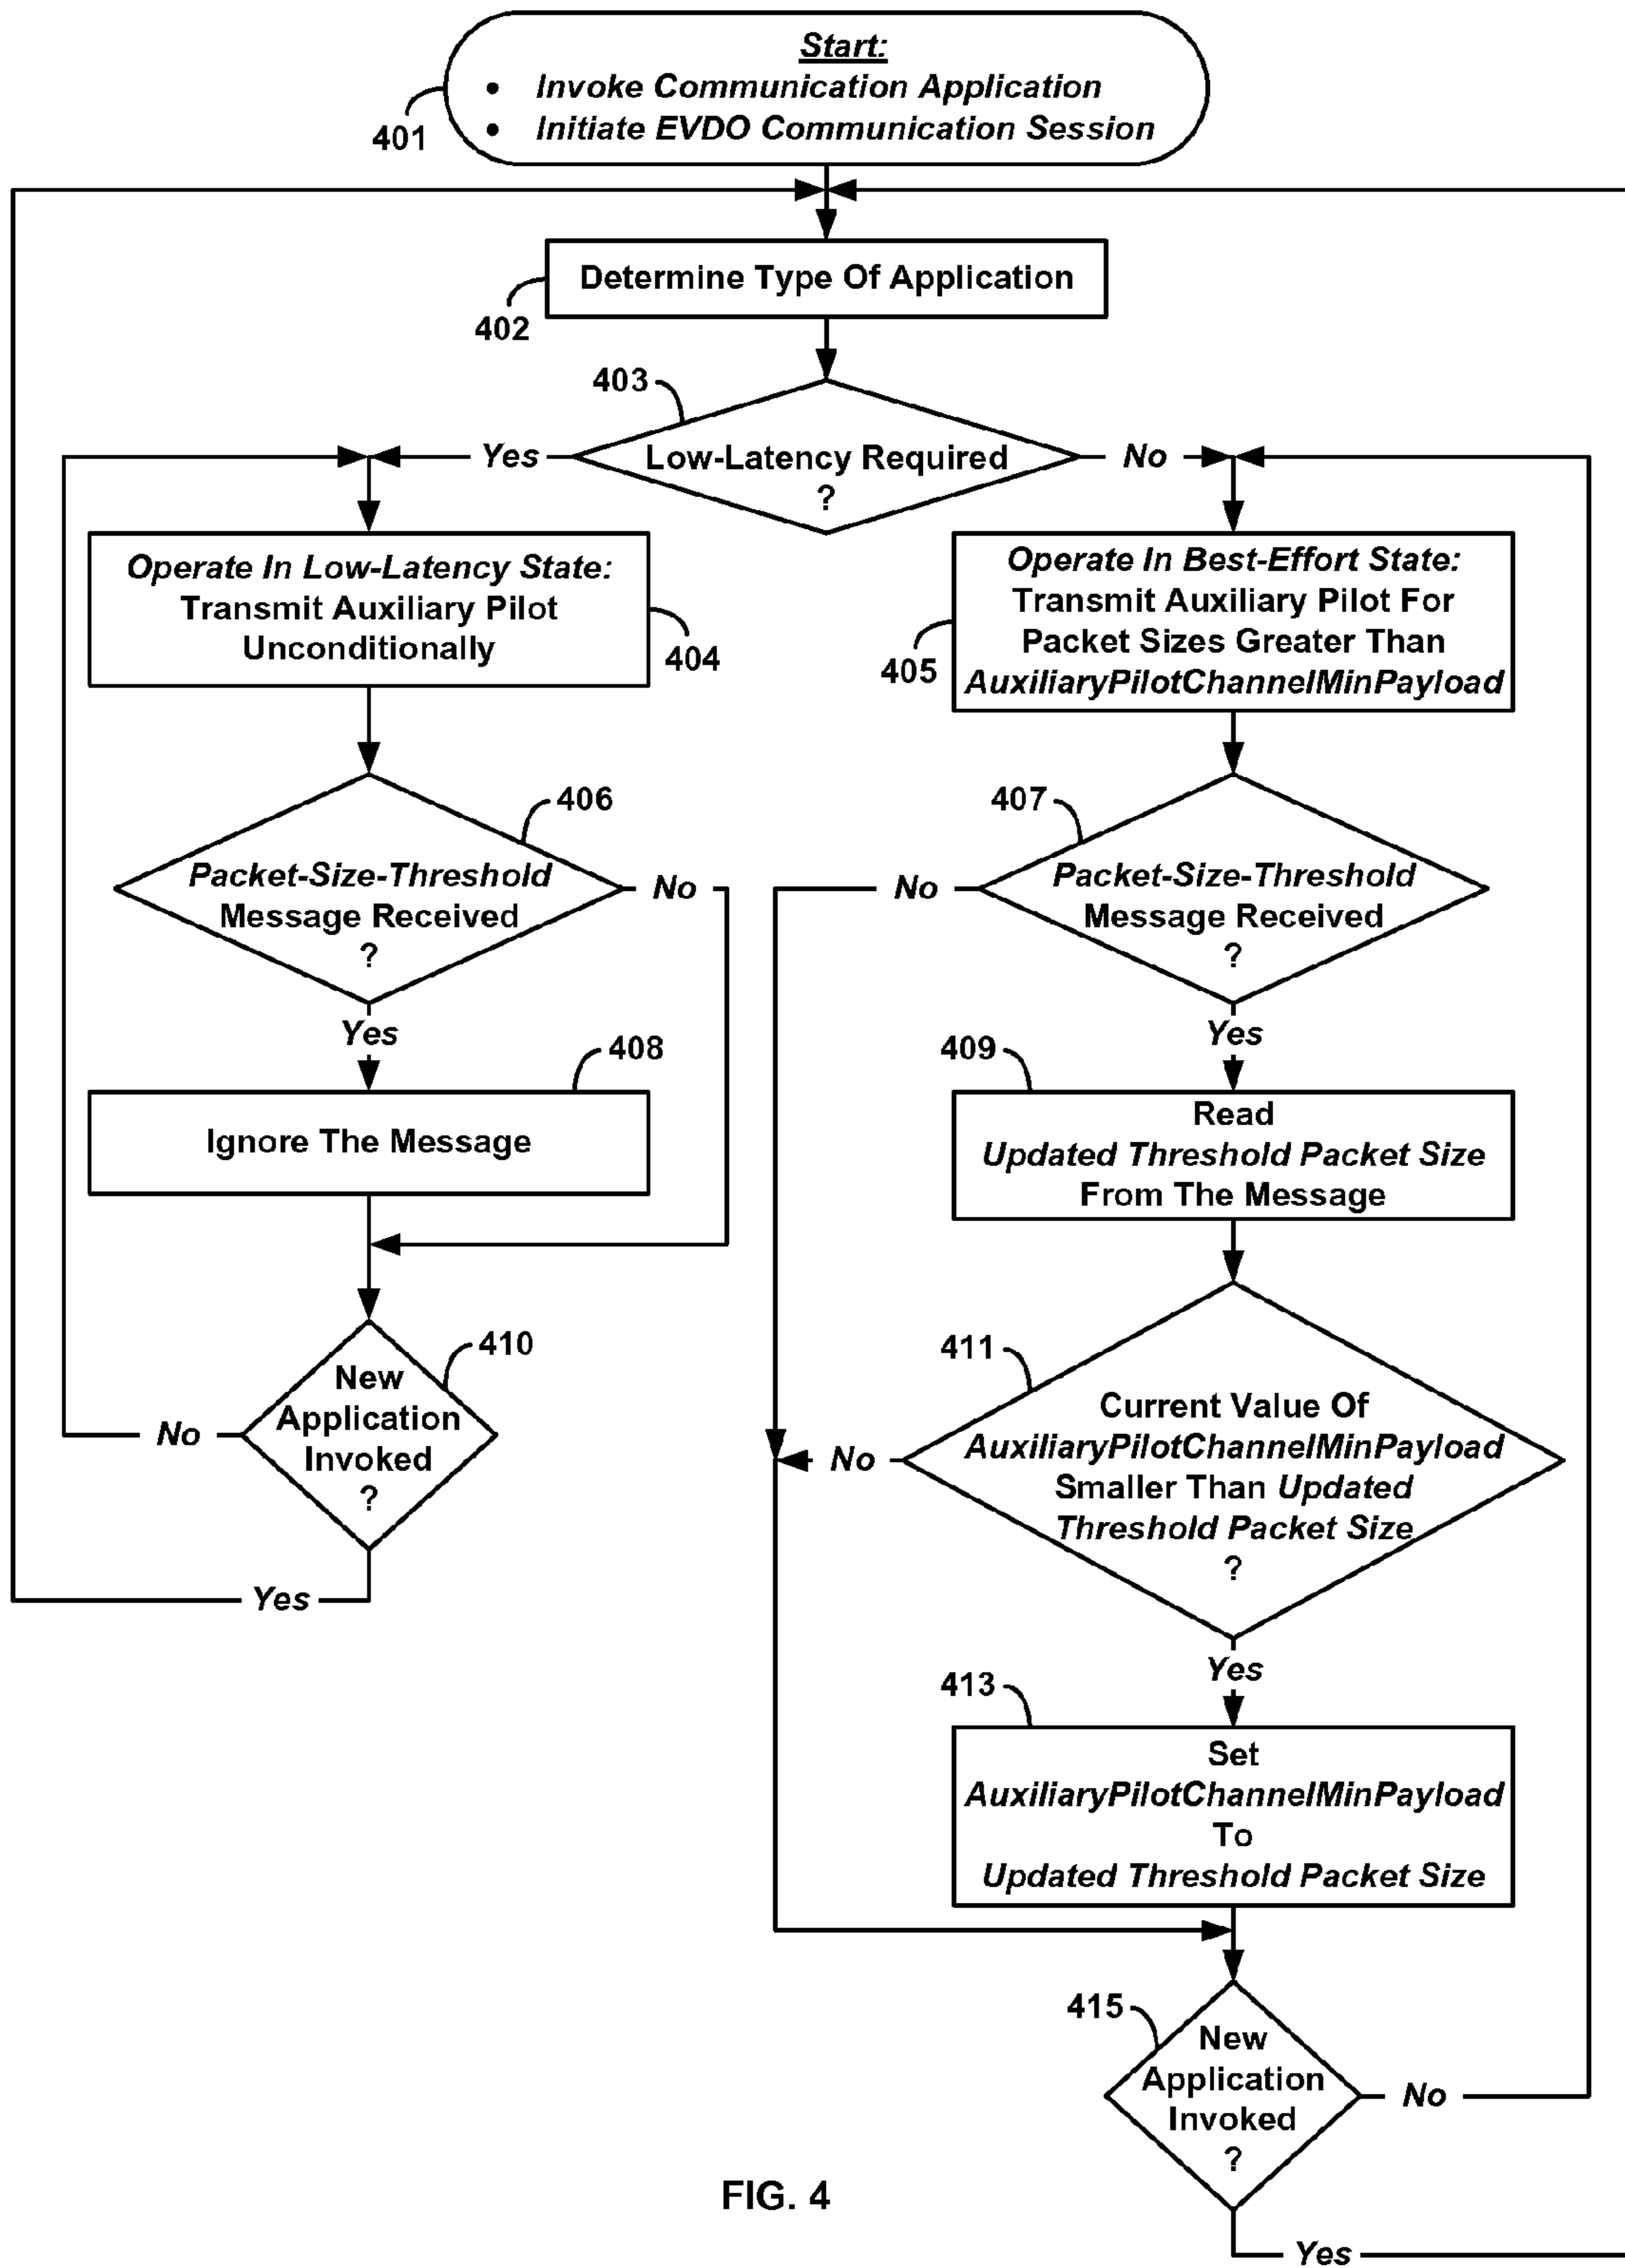 Start:
• Invoke Communication Application
• Initiate EVDO Communication Session
401
Determine Type Of Application
402
403
Low-Latency Required
?
Yes
No
Operate In Low-Latency State:
Transmit Auxiliary Pilot
Unconditionally
404
Operate In Best-Effort State:
Transmit Auxiliary Pilot For
Packet Sizes Greater Than
AuxiliaryPilotChannelMinPayload
405
406
Packet-Size-Threshold
Message Received
?
No
Yes
407
Packet-Size-Threshold
Message Received
?
No
Yes
408
Ignore The Message
409
Read
Updated Threshold Packet Size
From The Message
410
New
Application
Invoked
?
No
Yes
411
Current Value Of
AuxiliaryPilotChannelMinPayload
Smaller Than Updated
Threshold Packet Size
?
No
Yes
413
Set
AuxiliaryPilotChannelMinPayload
To
Updated Threshold Packet Size
415
New
Application
Invoked
?
No
Yes
FIG. 4